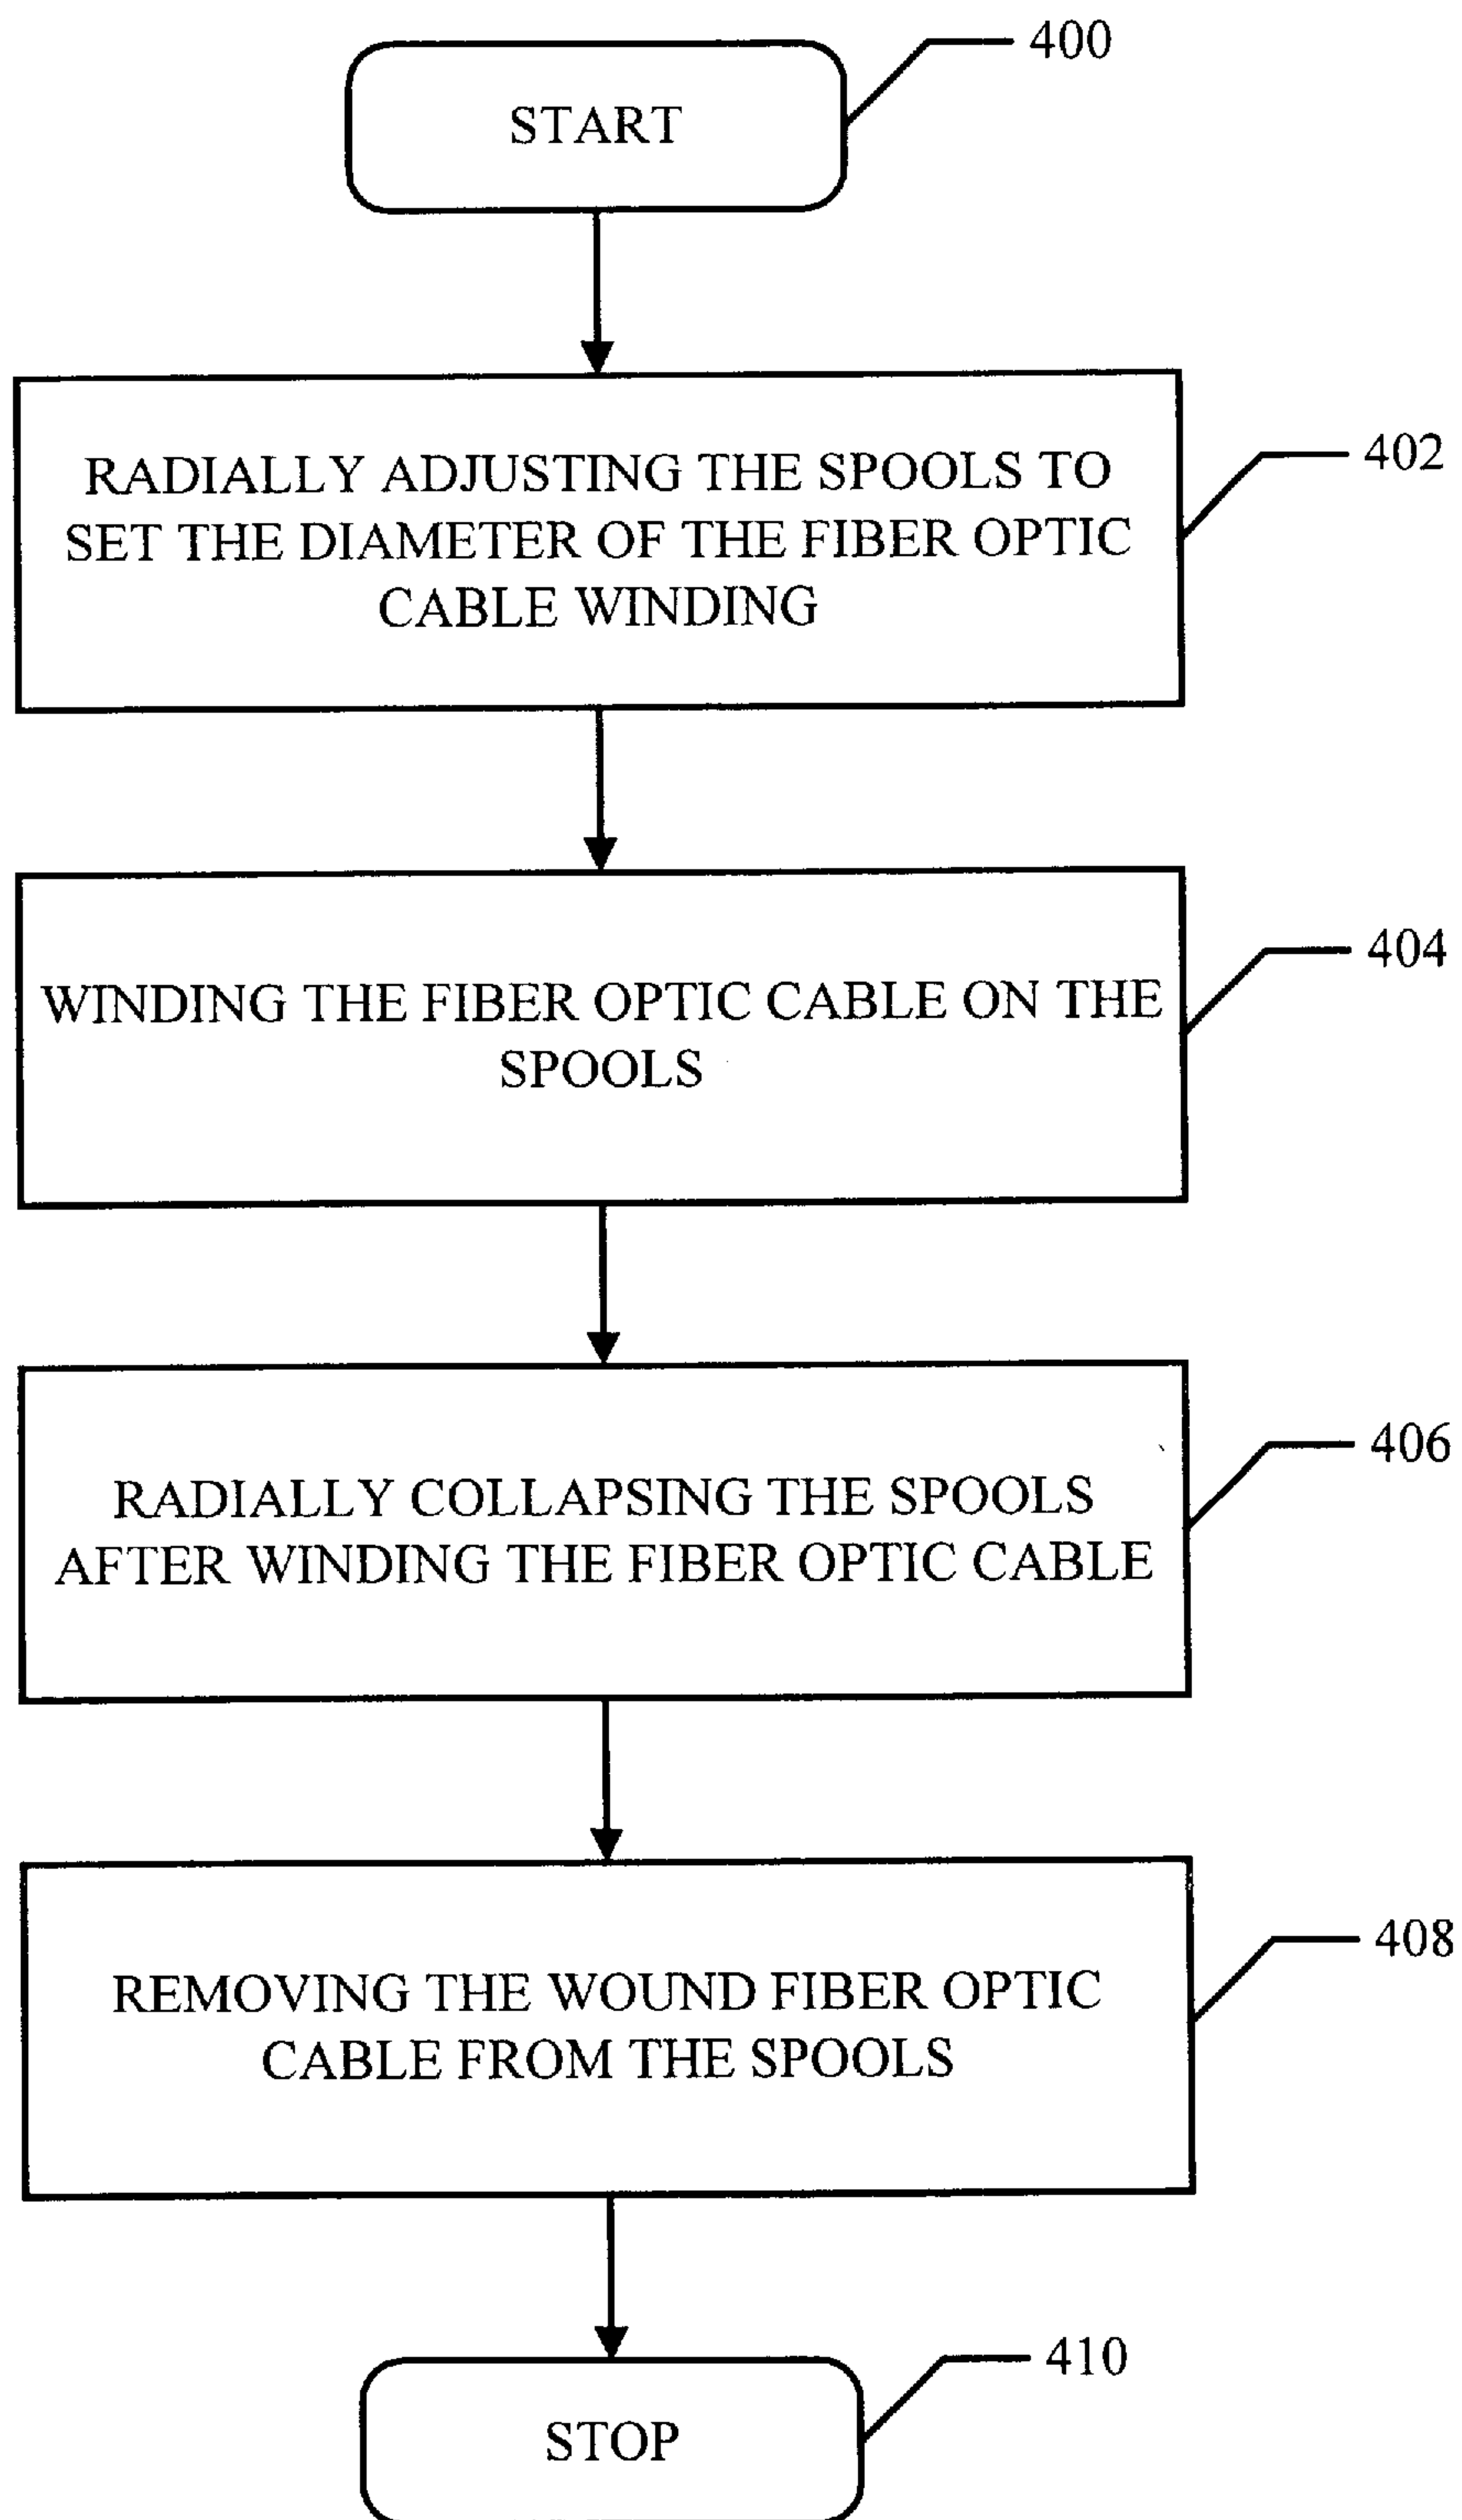 400
START
RADIALLY ADJUSTING THE SPOOLS TO
SET THE DIAMETER OF THE FIBER OPTIC
CABLE WINDING
402
WINDING THE FIBER OPTIC CABLE ON THE
SPOOLS
404
RADIALLY COLLAPSING THE SPOOLS
AFTER WINDING THE FIBER OPTIC CABLE
406
REMOVING THE WOUND FIBER OPTIC
CABLE FROM THE SPOOLS
408
410
STOP